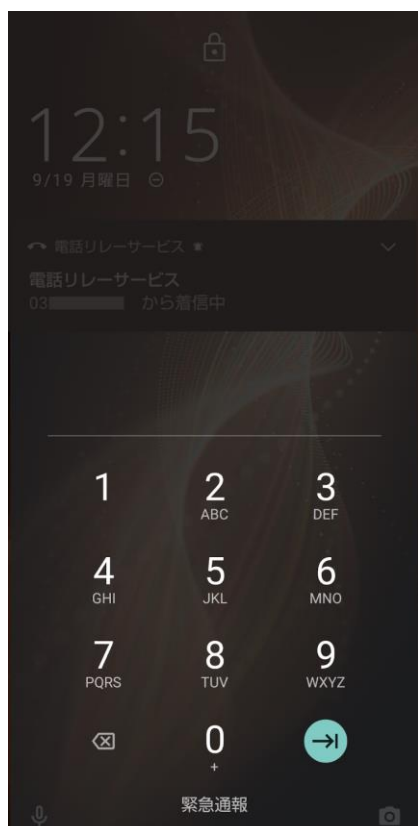 12:15
9/19 月曜日
電話リレーサービス
電話リレーサービス
03 から着信中
1
2
ABC
3
DEF
4
GHI
5
JKL
6
MNO
7
PQRS
8
TUV
9
WXYZ
0
+
緊急通報